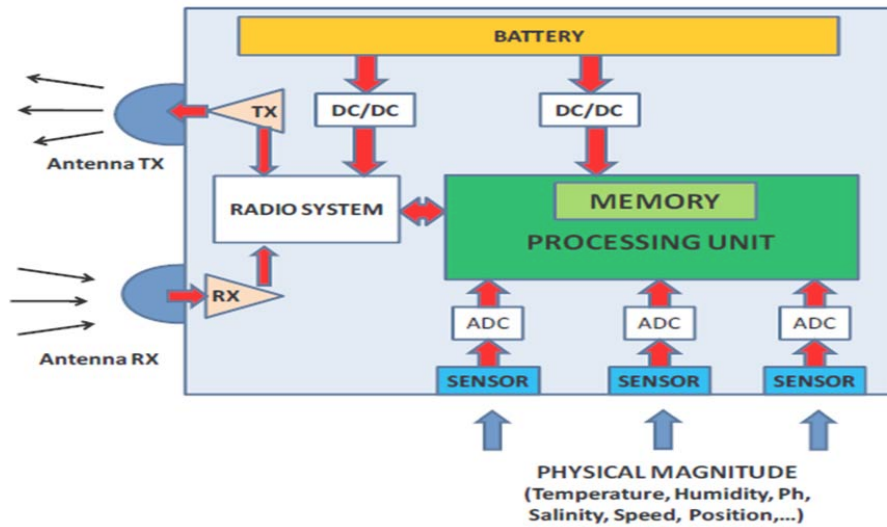 BATTERY
TX
DC/DC
DC/DC
Antenna TX
RADIO SYSTEM
MEMORY
PROCESSING UNIT
RX
ADC
ADC
ADC
Antenna RX
SENSOR
SENSOR
SENSOR
PHYSICAL MAGNITUDE
(Temperature, Humidity, Ph,
Salinity, Speed, Position,...)